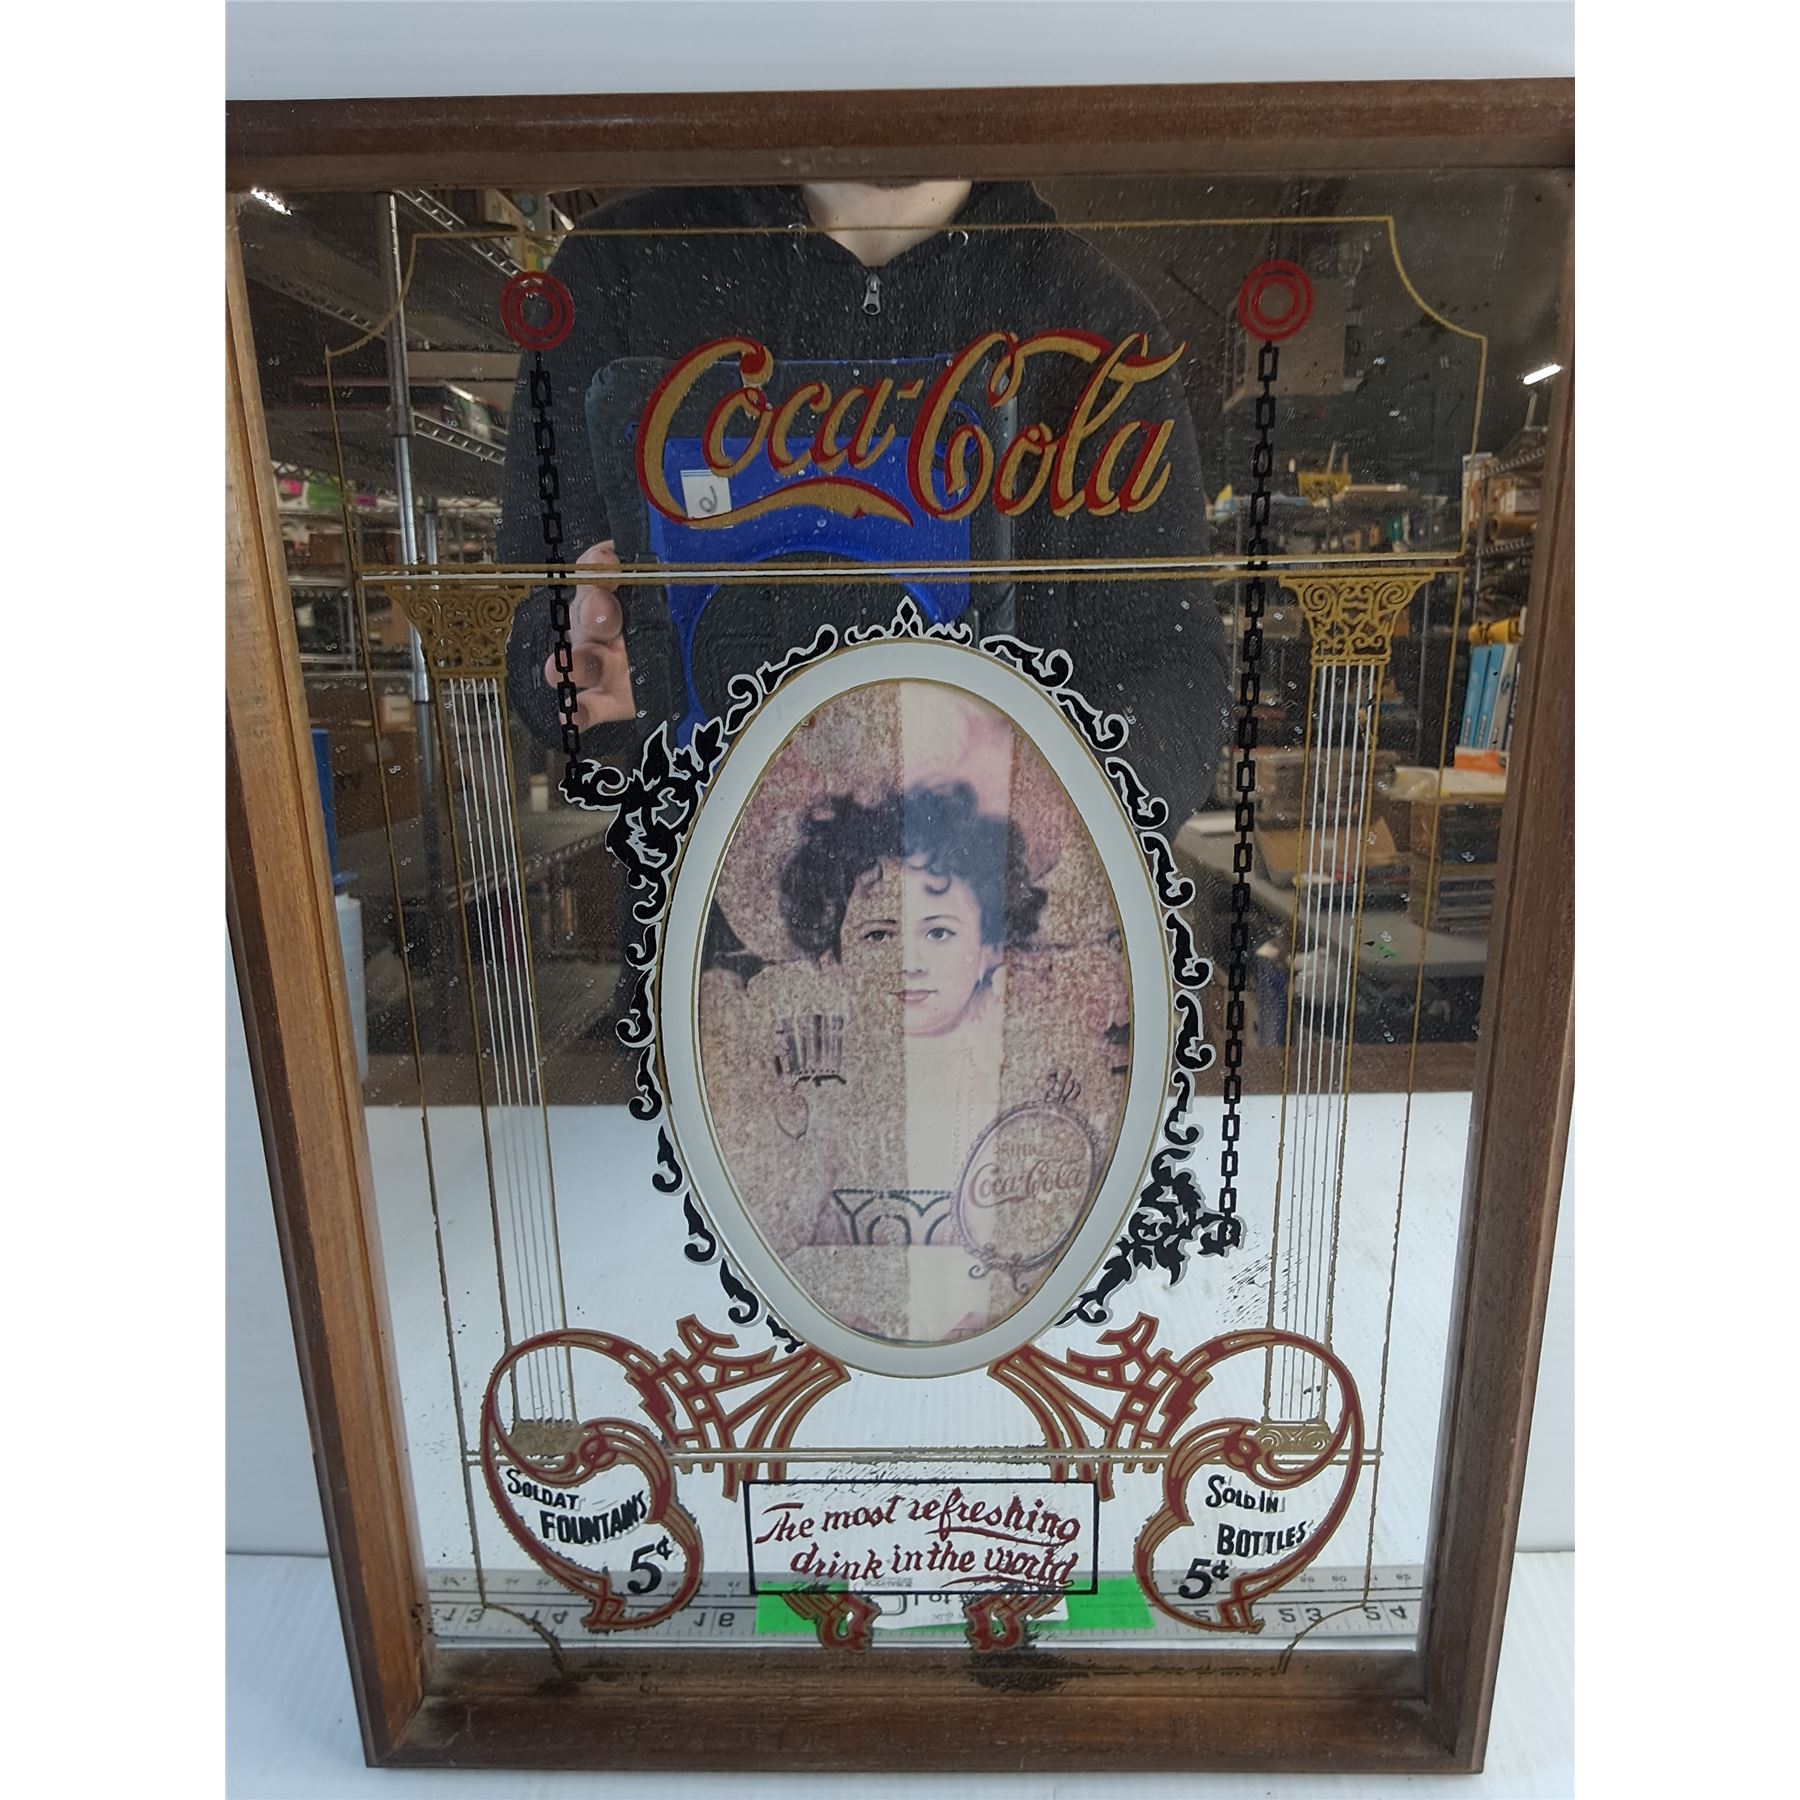 Coca-Cola
Coca-Cola
SOLD AT
FOUNTAINS
5¢
The most refreshing
drink in the world
SOLD IN
BOTTLES
5¢
Lot